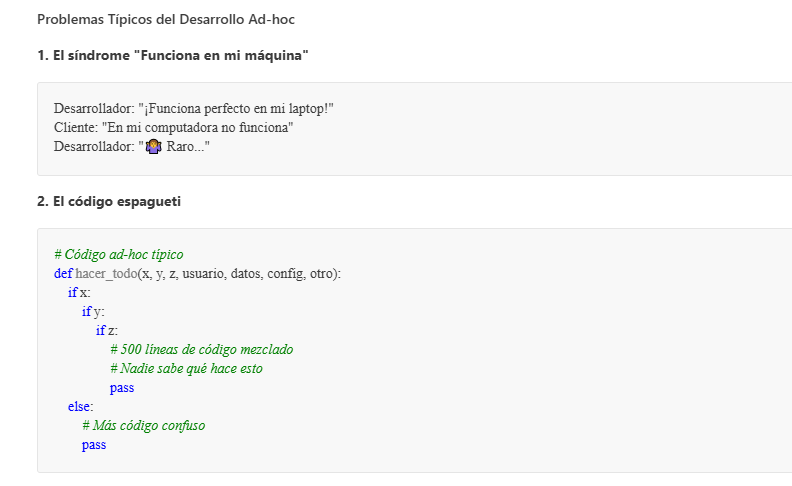 Problemas Típicos del Desarrollo Ad-hoc
1. El síndrome "Funciona en mi máquina"
Desarrollador: "¡Funciona perfecto en mi laptop!"
Cliente: "En mi computadora no funciona"
Desarrollador: "🤷🏾‍♀️ Raro..."
2. El código espagueti
# Código ad-hoc típico
def hacer_todo(x, y, z, usuario, datos, config, otro):
    if x:
        if y:
            if z:
                # 500 líneas de código mezclado
                # Nadie sabe qué hace esto
                pass
    else:
        # Más código confuso
        pass